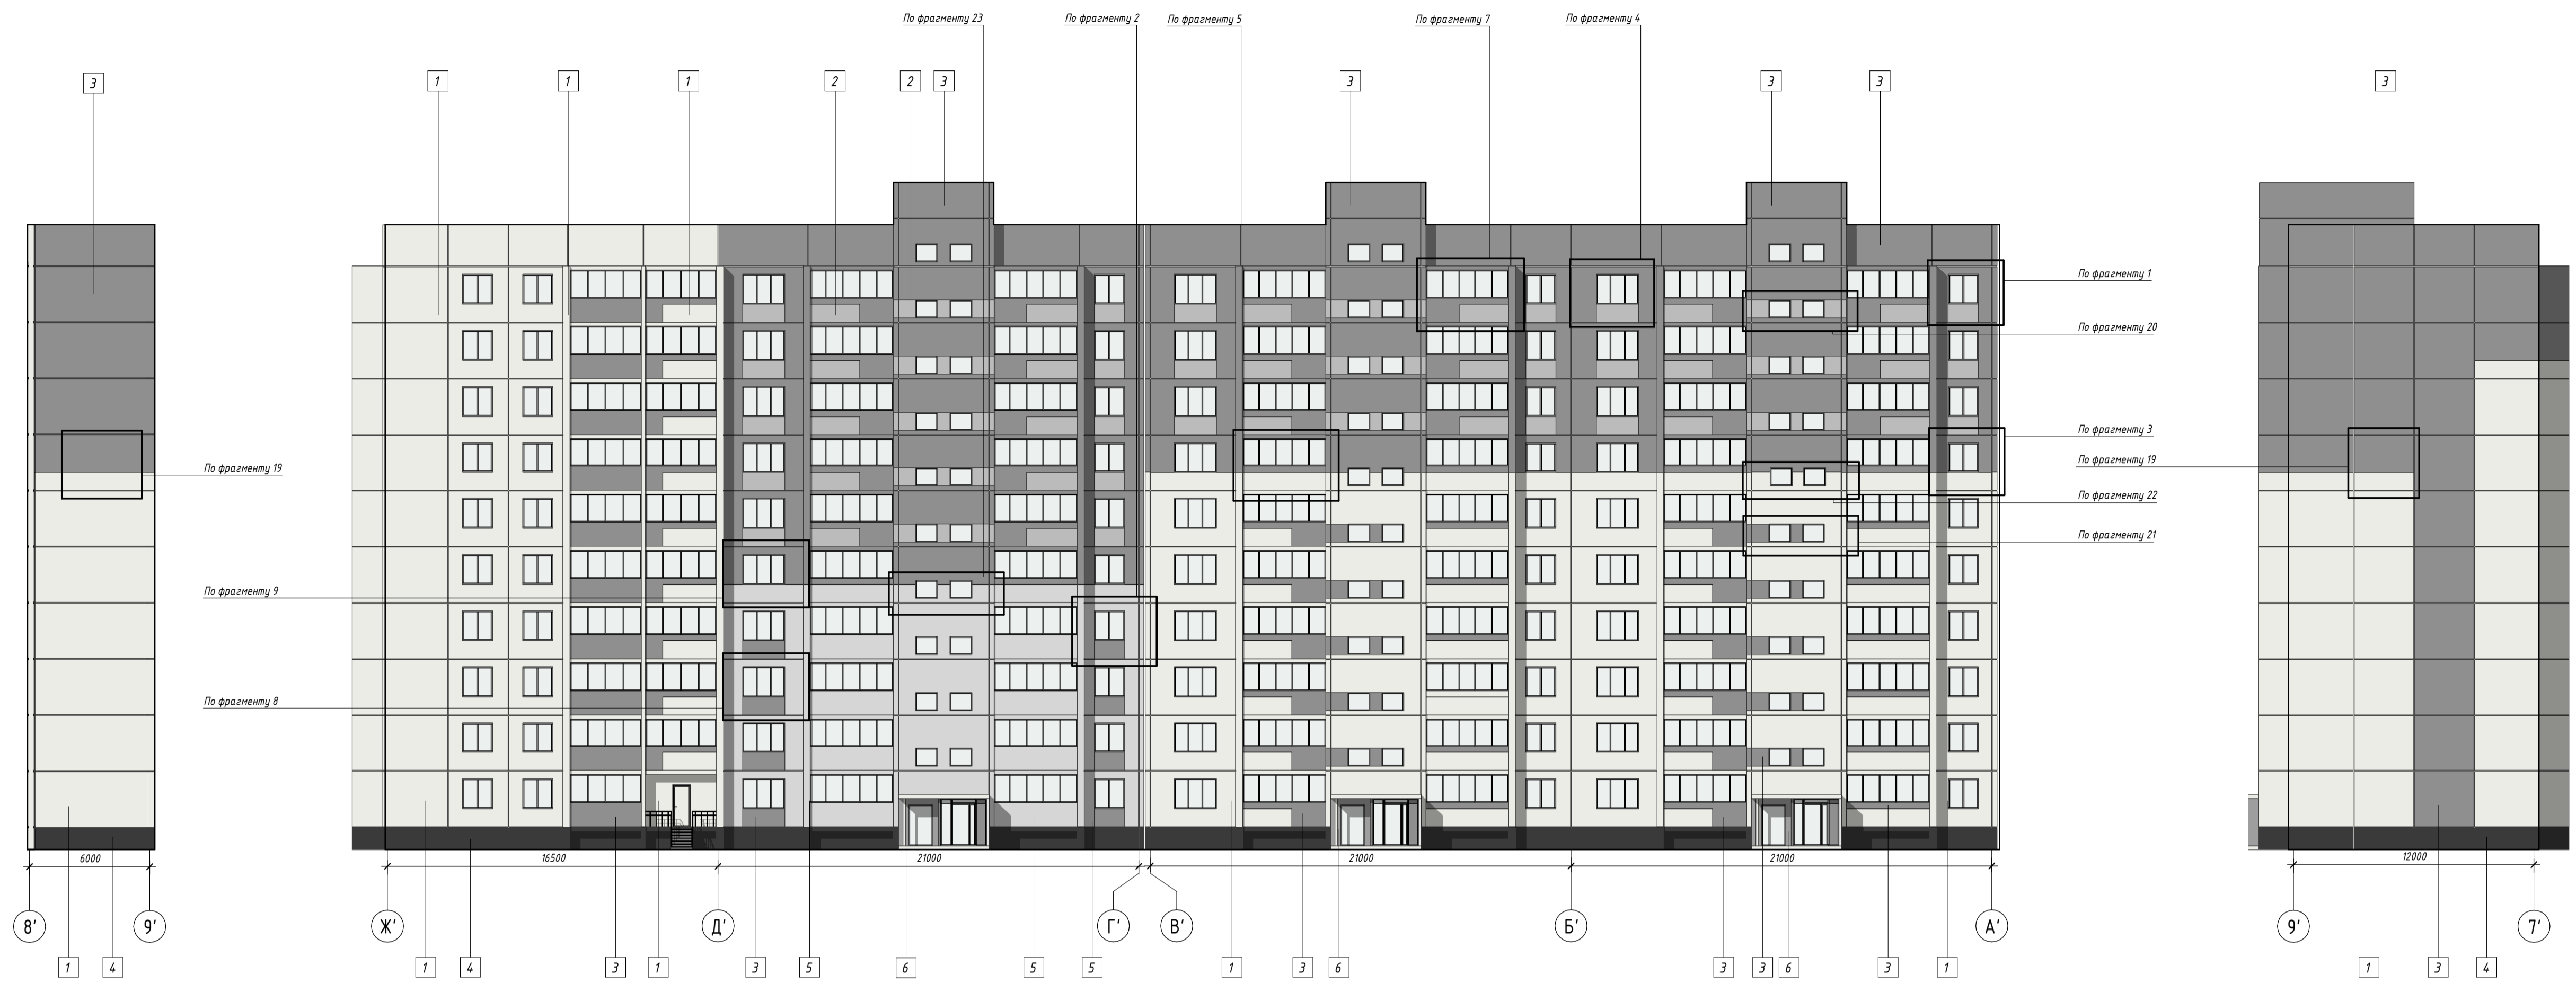 По фрагменту 23
По фрагменту 2
По фрагменту 5
По фрагменту 7
По фрагменту 4
3
1
1
1
2
2
3
3
3
3
3
По фрагменту 1
По фрагменту 20
По фрагменту 3
По фрагменту 19
По фрагменту 19
По фрагменту 22
По фрагменту 21
По фрагменту 9
По фрагменту 8
6000
16500
21000
21000
21000
12000
8'
9'
Ж'
Д'
Г'
В'
Б'
А'
9'
7'
1
4
1
4
3
1
3
5
6
5
5
1
3
6
3
3
6
3
1
1
3
4